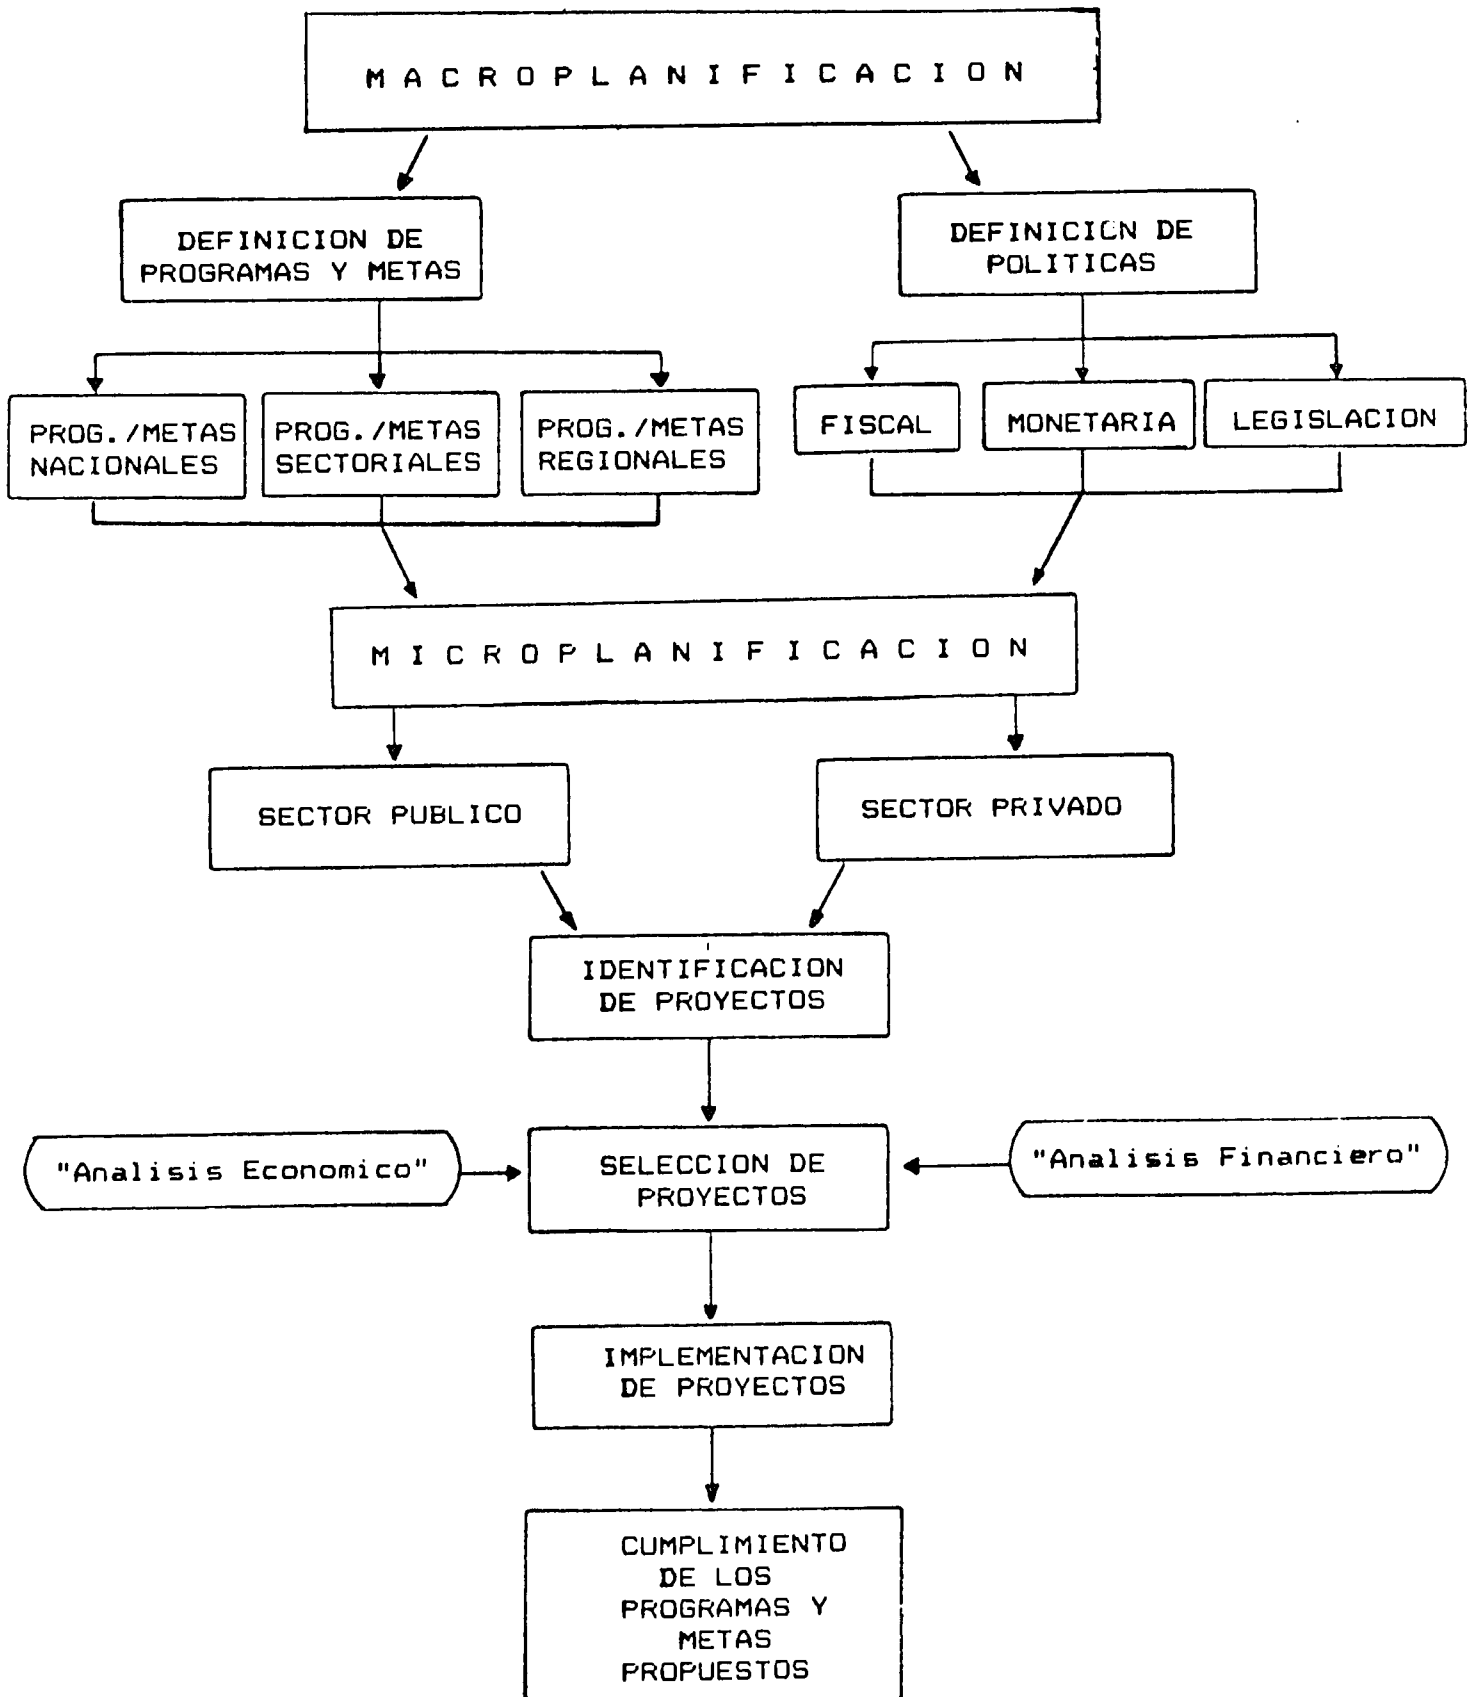 MACROPLANIFICACION
DEFINICION DE
PROGRAMAS Y METAS
DEFINICION DE
POLITICAS
PROG./METAS
NACIONALES
PROG./METAS
SECTORIALES
PROG./METAS
REGIONALES
FISCAL
MONETARIA
LEGISLACION
MICROPLANIFICACION
SECTOR PUBLICO
SECTOR PRIVADO
IDENTIFICACION
DE PROYECTOS
"Analisis Economico"
SELECCION DE
PROYECTOS
"Analisis Financiero"
IMPLEMENTACION
DE PROYECTOS
CUMPLIMIENTO
DE LOS
PROGRAMAS Y
METAS
PROPUESTOS